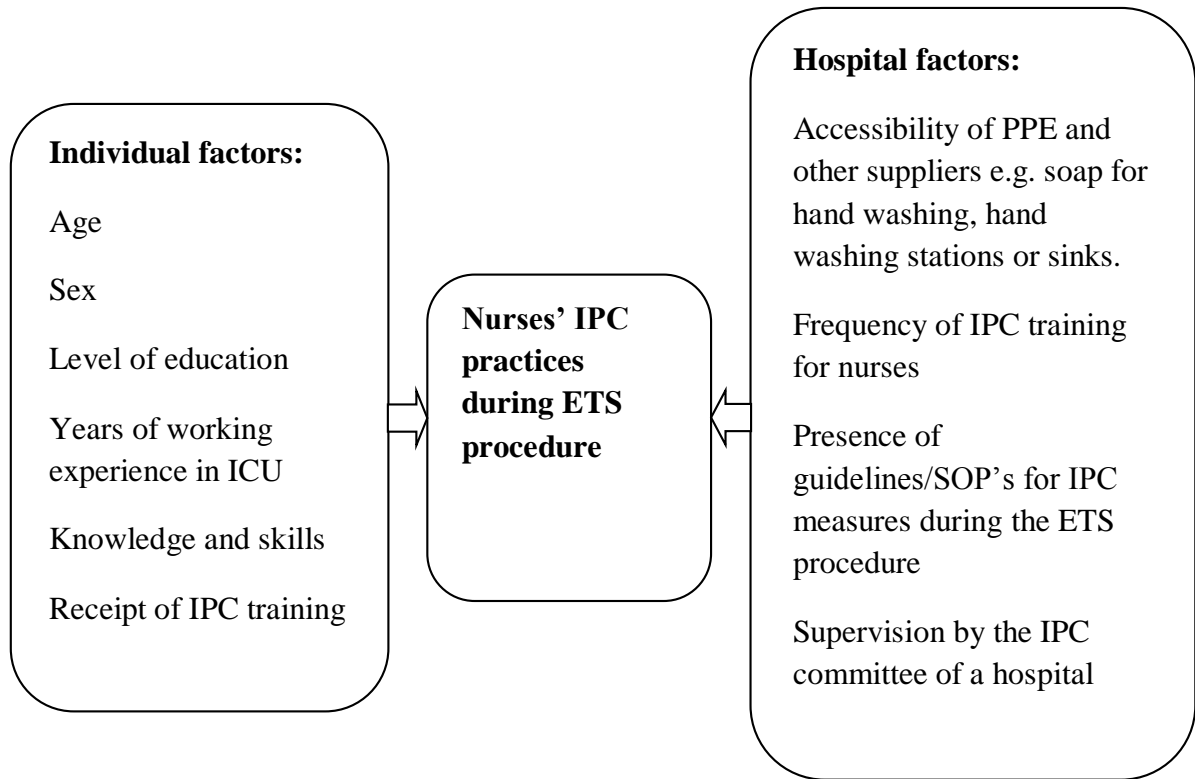 Individual factors:
Age
Sex
Level of education
Years of working
experience in ICU
Knowledge and skills
Receipt of IPC training
Nurses’ IPC
practices
during ETS
procedure
Hospital factors:
Accessibility of PPE and
other suppliers e.g. soap for
hand washing, hand
washing stations or sinks.
Frequency of IPC training
for nurses
Presence of
guidelines/SOP’s for IPC
measures during the ETS
procedure
Supervision by the IPC
committee of a hospital